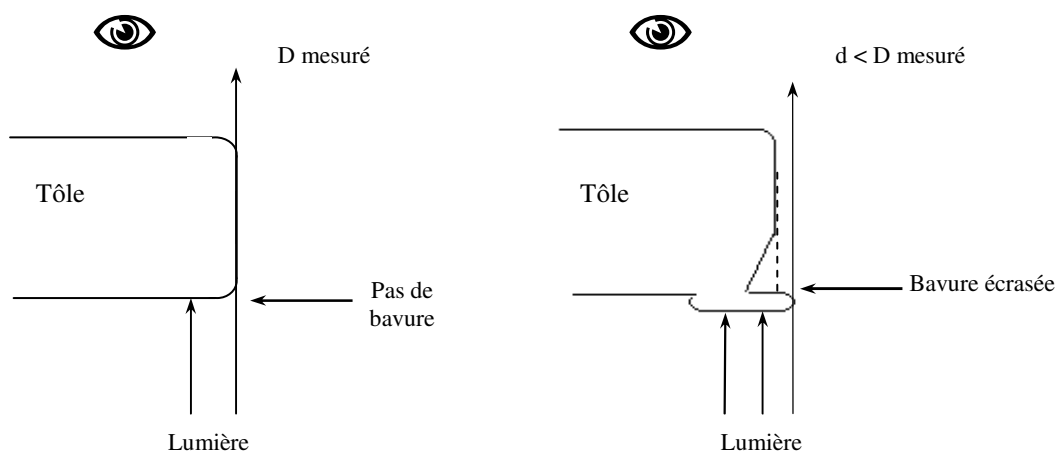 D mesuré
Tôle
Pas de
bavure
Lumière
d < D mesuré
Tôle
Bavure écrasée
Lumière